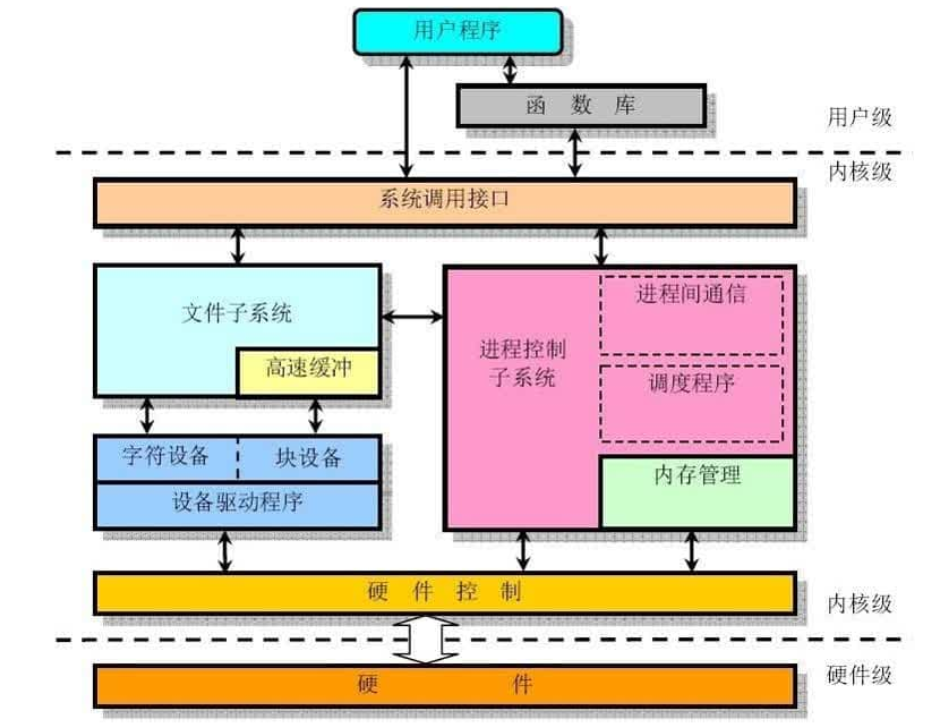 用户程序
函 数 库
用户级
内核级
系统调用接口
文件子系统
高速缓冲
进程控制
子系统
进程间通信
调度程序
内存管理
字符设备
块设备
设备驱动程序
硬 件 控 制
内核级
硬 件
硬件级